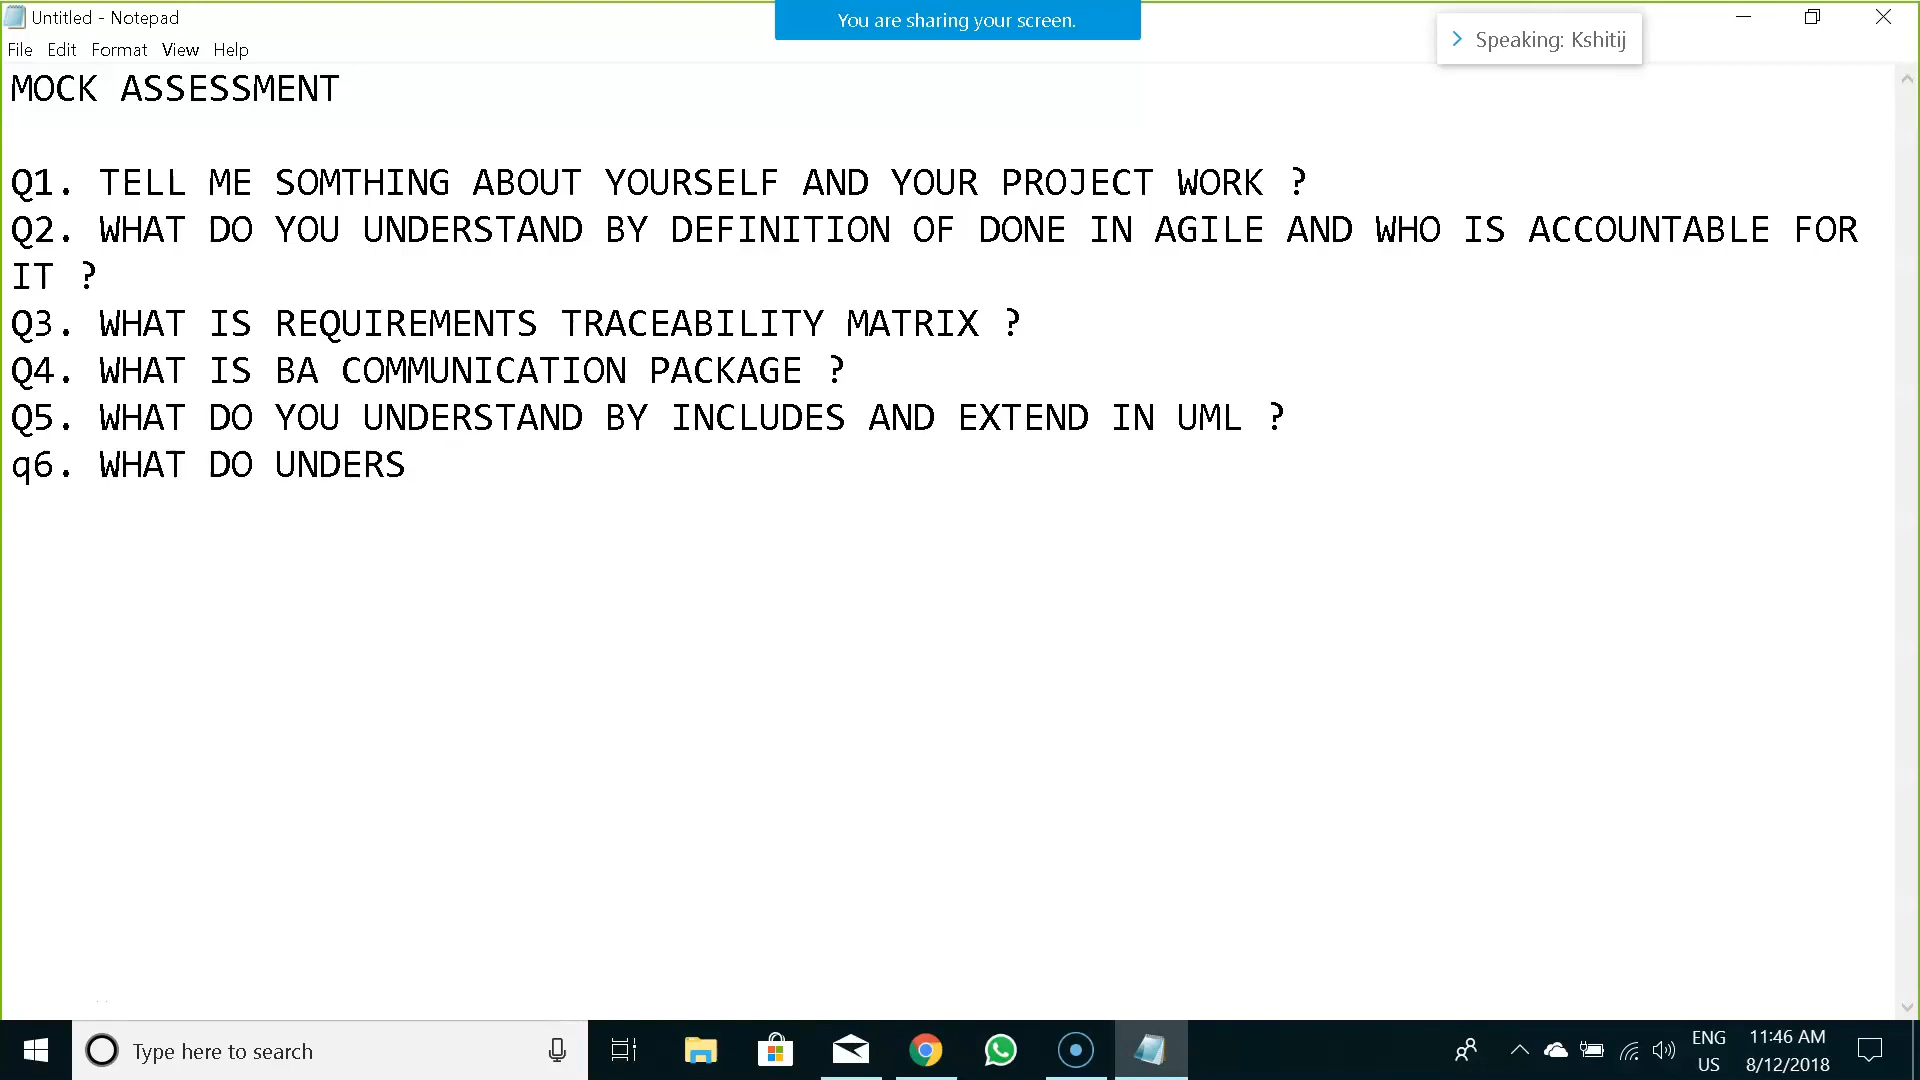 Untitled - Notepad
You are sharing your screen.
Speaking: Kshitij
File Edit Format View Help
MOCK ASSESSMENT
Q1. TELL ME SOMTHING ABOUT YOURSELF AND YOUR PROJECT WORK ?
Q2. WHAT DO YOU UNDERSTAND BY DEFINITION OF DONE IN AGILE AND WHO IS ACCOUNTABLE FOR
IT ?
Q3. WHAT IS REQUIREMENTS TRACEABILITY MATRIX ?
Q4. WHAT IS BA COMMUNICATION PACKAGE ?
Q5. WHAT DO YOU UNDERSTAND BY INCLUDES AND EXTEND IN UML ?
q6. WHAT DO UNDERS
Type here to search
ENG
US
11:46 AM
8/12/2018